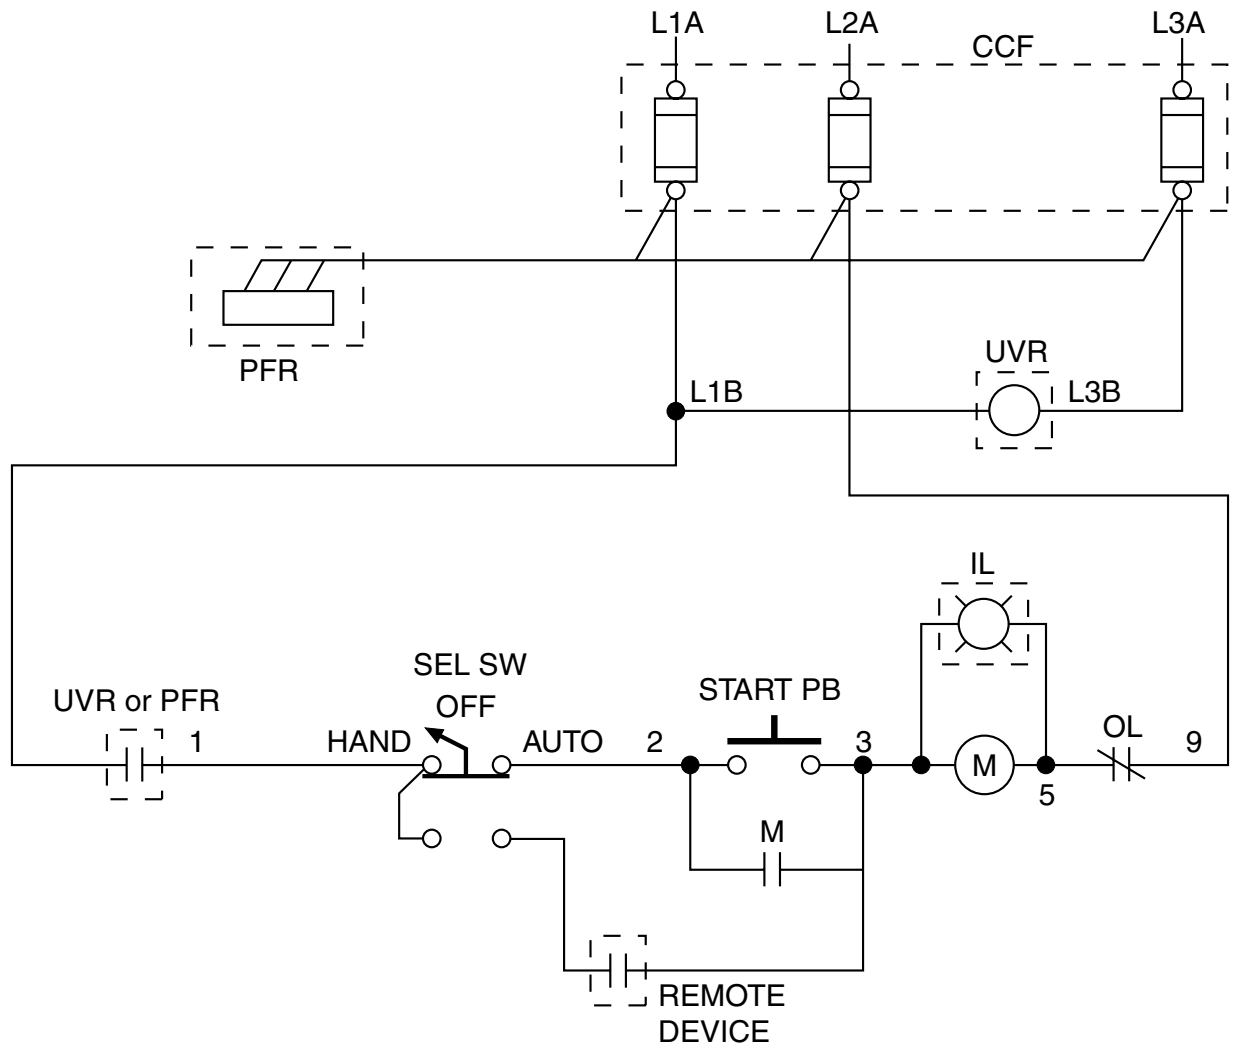 L1A L2A L3A
CCF
PFR
UVR
L1B L3B
IL
SEL SW
OFF
UVR or PFR
START PB
1 HAND AUTO 2 3 OL 9
M
5
M
REMOTE
DEVICE